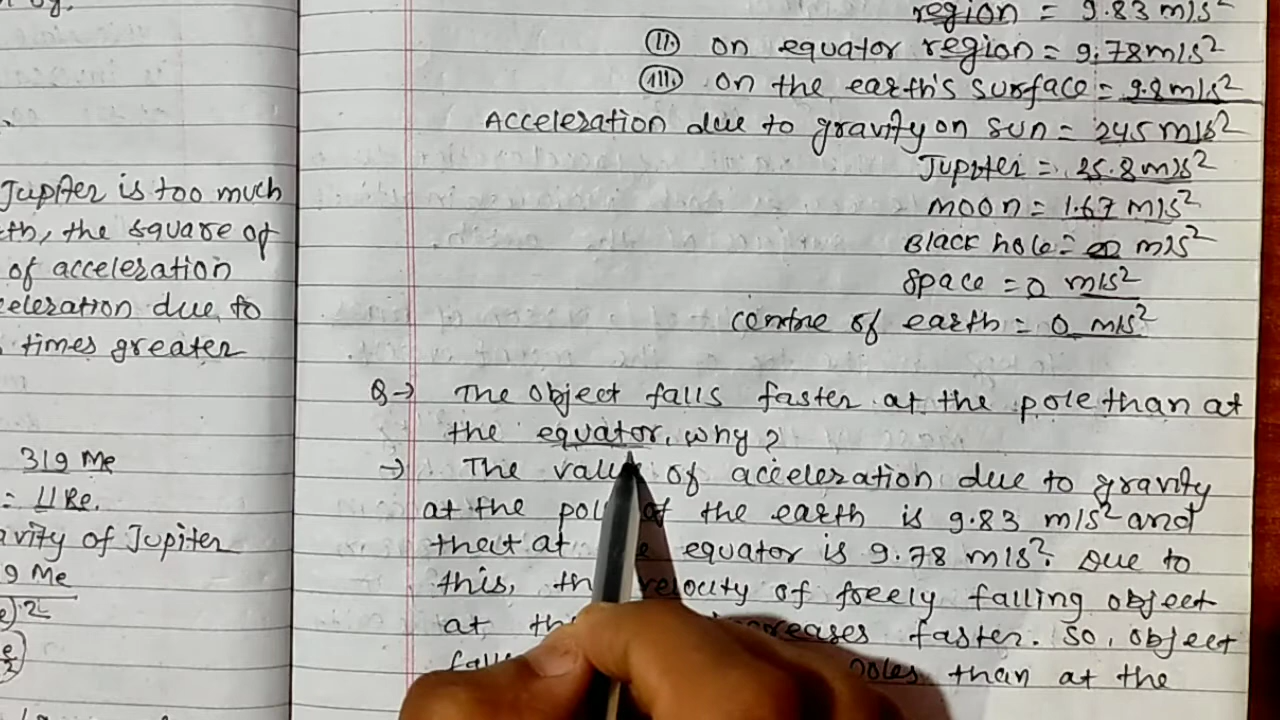 Jupiter is too much
th, the square of
of acceleration
celeration due to
times greater
319 Me
= 11 Re.
avity of Jupiter
9 Me
region = 9.83 m/s²
(II) on equator region = 9.78 m/s²
(III) on the earth's surface = 9.8 m/s²
Acceleration due to gravity on sun = 245 m/s²
Jupiter = 25.8 m/s²
moon = 1.67 m/s²
Black hole = ∞ m/s²
space = 0 m/s²
centre of earth = 0 m/s²
Q→ The object falls faster at the pole than at
the equator, why?
→ The value of acceleration due to gravity
at the pol of the earth is 9.83 m/s² and
that at equator is 9.78 m/s². Due to
this, th velocity of freely falling object
at th increases faster. So, object
falls poles than at the